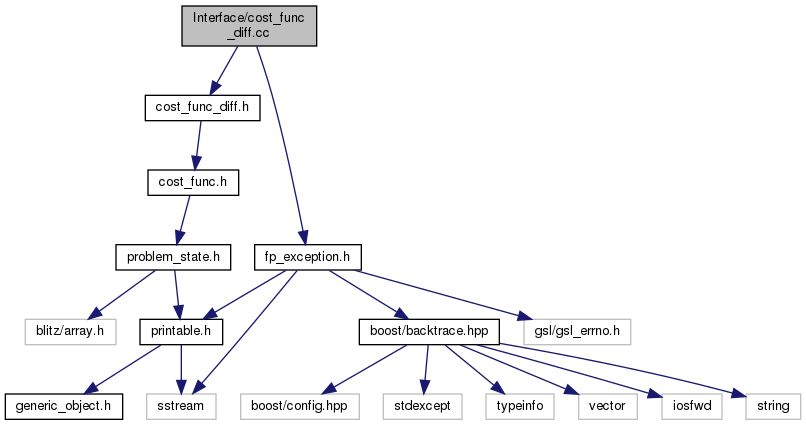 Interface/cost_func
_diff.cc
cost_func_diff.h
cost_func.h
problem_state.h
fp_exception.h
blitz/array.h
printable.h
boost/backtrace.hpp
gsl/gsl_errno.h
generic_object.h
sstream
boost/config.hpp
stdexcept
typeinfo
vector
iosfwd
string